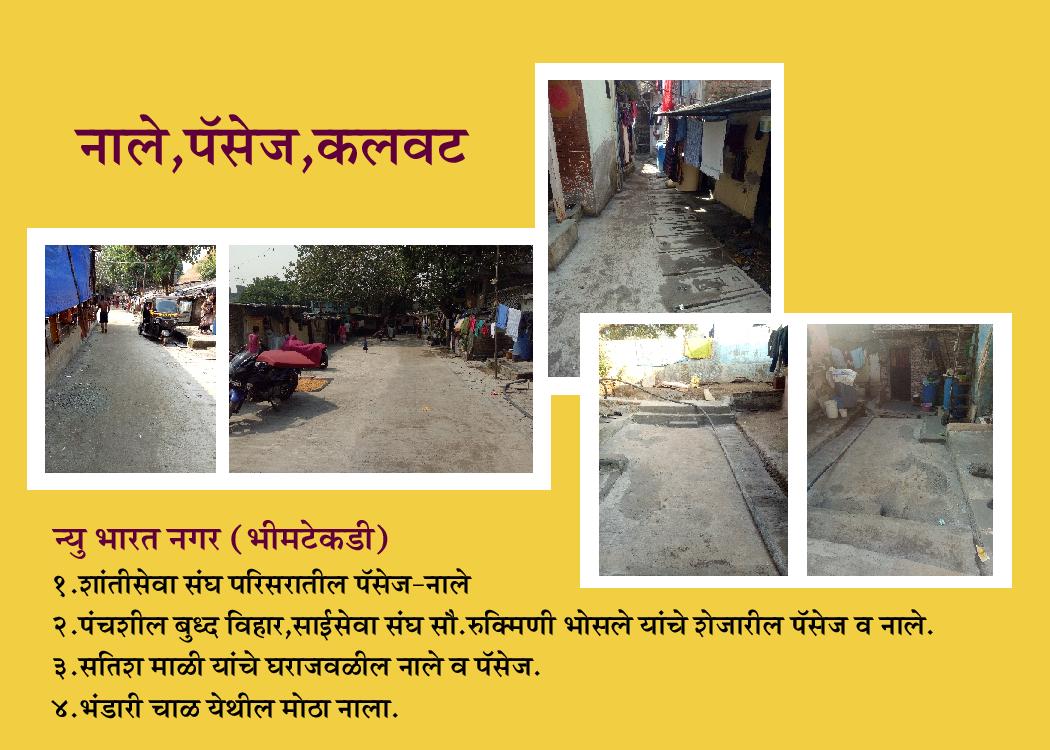 नाले,पॅसेज,कलवट
न्यु भारत नगर (भीमटेकडी)
१.शांतीसेवा संघ परिसरातील पॅसेज-नाले
२.पंचशील बुध्द विहार,साईसेवा संघ सौ.रुक्मिणी भोसले यांचे शेजारील पॅसेज व नाले.
३.सतिश माळी यांचे घराजवळील नाले व पॅसेज.
४.भंडारी चाळ येथील मोठा नाला.